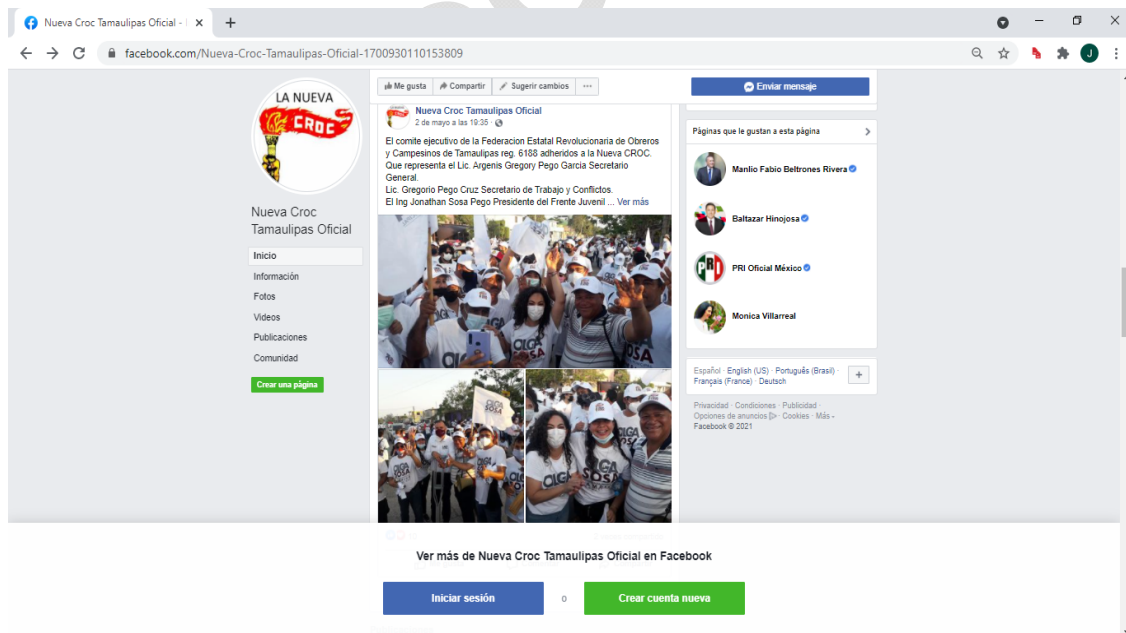 Nueva Croc Tamaulipas Oficial - 
facebook.com/Nueva-Croc-Tamaulipas-Oficial-1700930110153809
J
LA NUEVA
CROC
Nueva Croc
Tamaulipas Oficial
Inicio
Información
Fotos
Videos
Publicaciones
Comunidad
Crear una página
Me gusta
Compartir
Sugerir cambios
Nueva Croc Tamaulipas Oficial
2 de mayo a las 19:35 ·
El comite ejecutivo de la Federacion Estatal Revolucionaria de Obreros
y Campesinos de Tamaulipas reg. 6188 adheridos a la Nueva CROC.
Que representa el Lic. Argenis Gregory Pego Garcia Secretario
General.
Lic. Gregorio Pego Cruz Secretario de Trabajo y Conflictos.
El Ing Jonathan Sosa Pego Presidente del Frente Juvenil ... Ver más
OLGA
SOSA
OLGA
SOSA
OLGA
SOSA
OLGA
SOSA
Enviar mensaje
Páginas que le gustan a esta página
Manlio Fabio Beltrones Rivera
Baltazar Hinojosa
PRI
PRI Oficial México
Monica Villarreal
Español · English (US) · Português (Brasil) ·
Français (France) · Deutsch
+
Privacidad · Condiciones · Publicidad ·
Opciones de anuncios · Cookies · Más
Facebook © 2021
Ver más de Nueva Croc Tamaulipas Oficial en Facebook
Iniciar sesión
o
Crear cuenta nueva